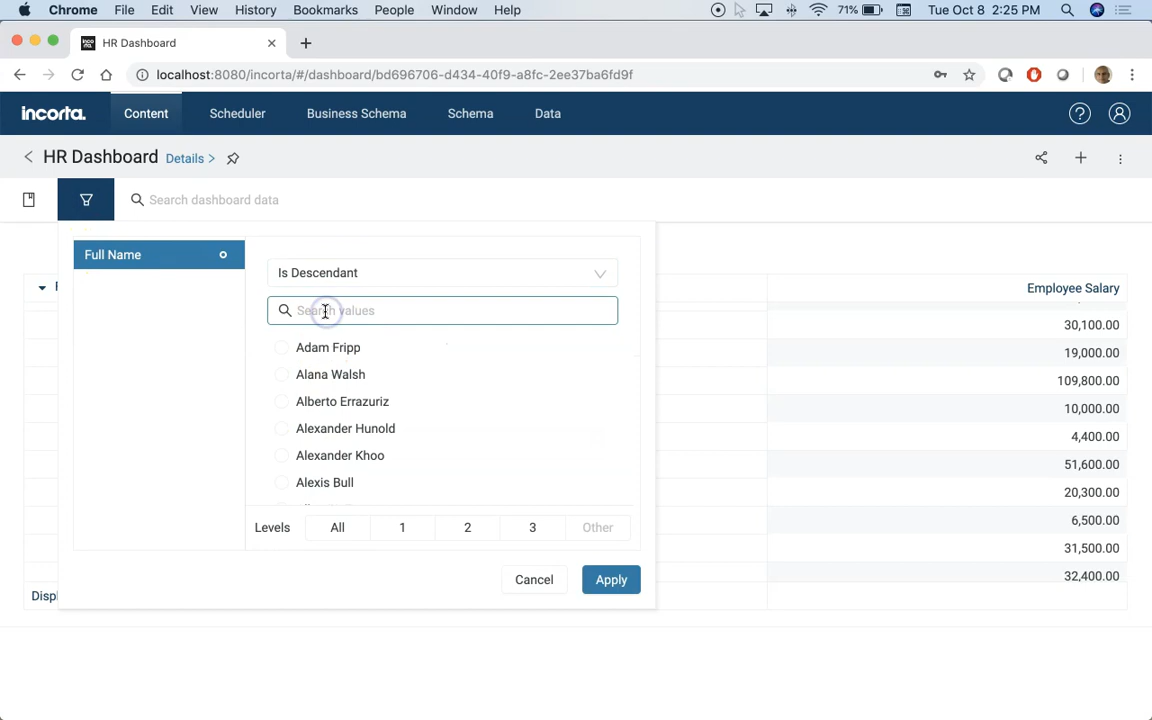 Chrome File Edit View History Bookmarks People Window Help 71% Tue Oct 8 2:25 PM
HR Dashboard
localhost:8080/incorta/#/dashboard/bd696706-d434-40f9-a8fc-2ee37ba6fd9f
incorta. Content Scheduler Business Schema Schema Data
HR Dashboard Details >
Search dashboard data
Full Name
Is Descendant
Search values
Adam Fripp
Alana Walsh
Alberto Errazuriz
Alexander Hunold
Alexander Khoo
Alexis Bull
Levels All 1 2 3 Other
Cancel Apply
Employee Salary
30,100.00
19,000.00
109,800.00
10,000.00
4,400.00
51,600.00
20,300.00
6,500.00
31,500.00
32,400.00